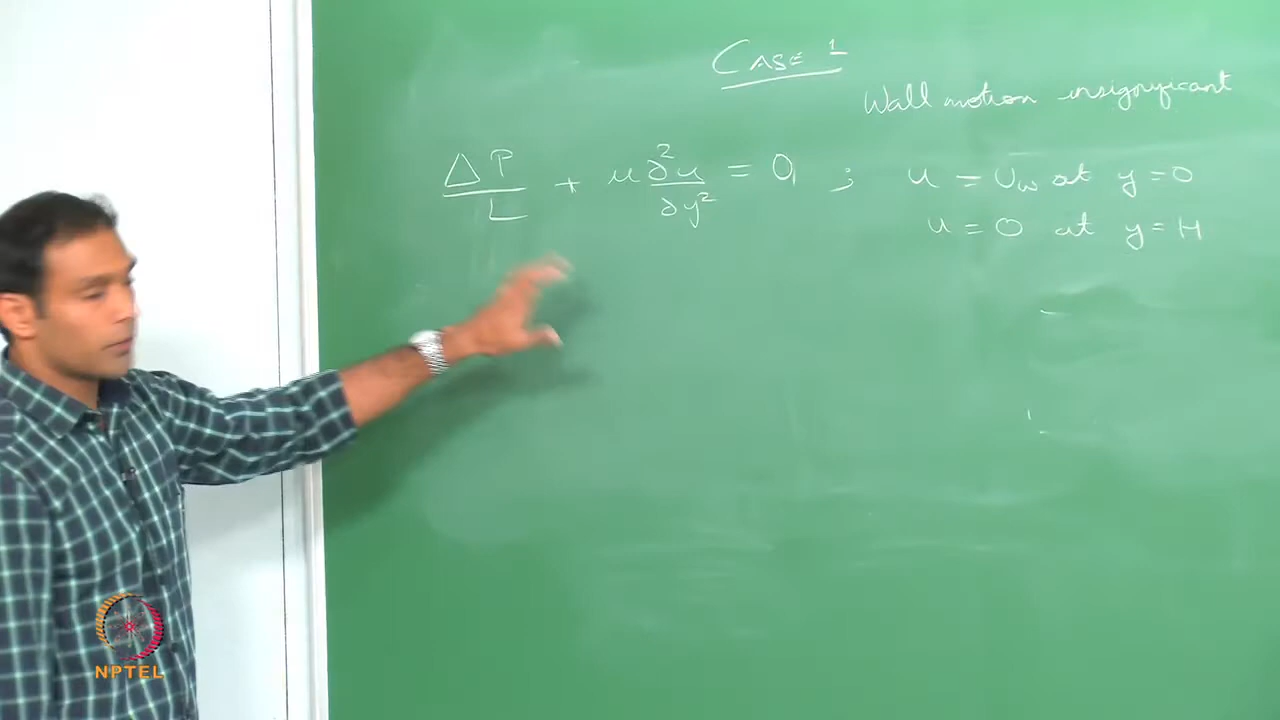 CASE 1
Wall motion insignificant
ΔP/L + μ ∂²u/∂y² = 0, ; u = U_w at y=0
u = 0 at y=H
NPTEL